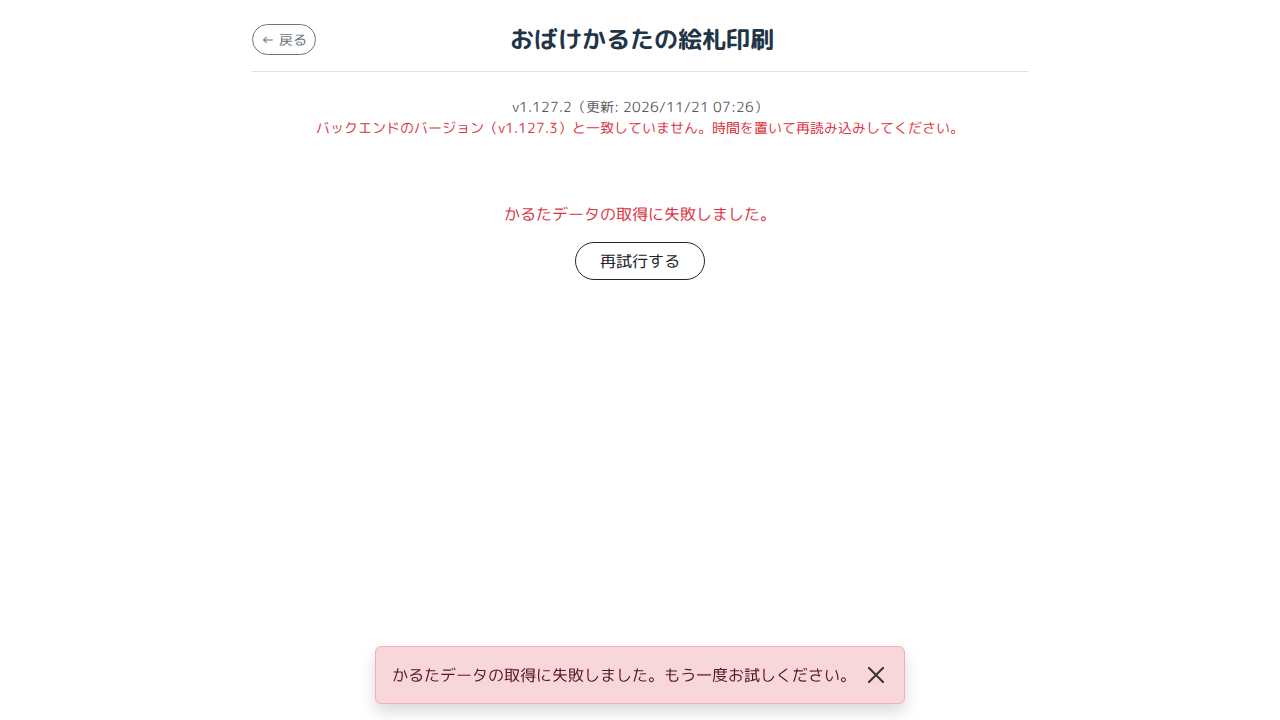 ← 戻る
おばけかるたの絵札印刷
v1.127.2（更新: 2026/11/21 07:26）
バックエンドのバージョン（v1.127.3）と一致していません。時間を置いて再読み込みしてください。
かるたデータの取得に失敗しました。
再試行する
かるたデータの取得に失敗しました。もう一度お試しください。